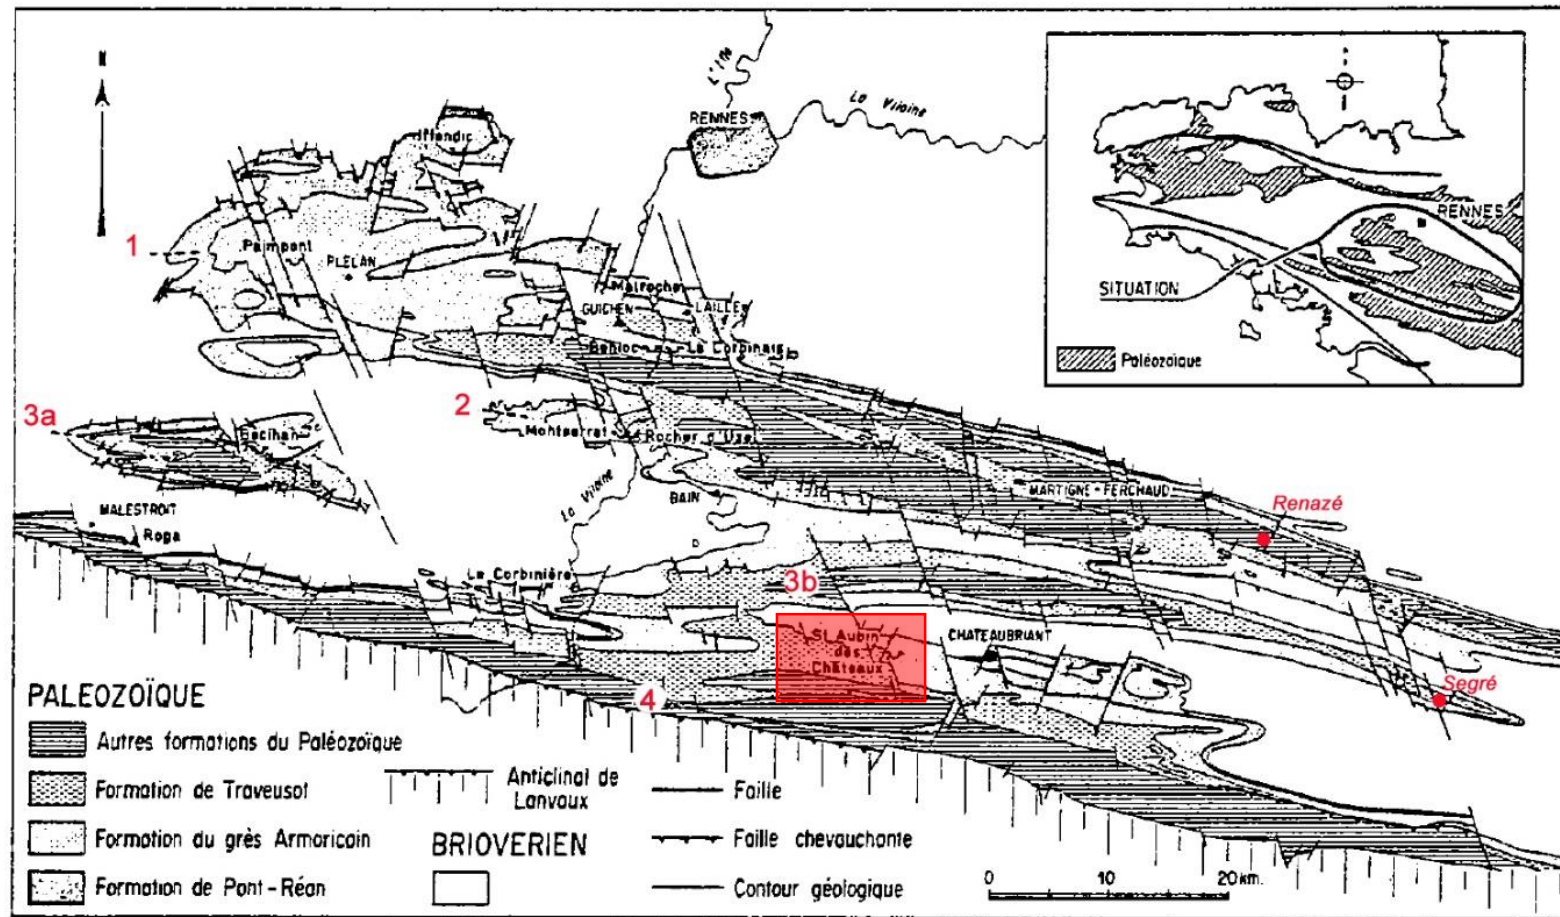 N
L'Ille
La Vilaine
RENNES
Iffendic
1
Paimpont
PLELAN
Malroche
GUICHEN
LAILLE
La Corbinais
2
3a
Montserrat
Rocher d'Uzel
La Vilaine
BAIN
MARTIGNE-FERCHAUD
Renazé
MALESTROIT
Roga
La Corbinière
3b
St Aubin
des
Châteaux
CHATEAUBRIANT
4
Segré
RENNES
SITUATION
Paléozoïque
PALEOZOÏQUE
Autres formations du Paléozoïque
Formation de Traveusot
Formation du grès Armoricain
Formation de Pont-Réan
Anticlinal de
Lanvaux
BRIOVERIEN
Faille
Faille chevauchante
Contour géologique
0 10 20 km.